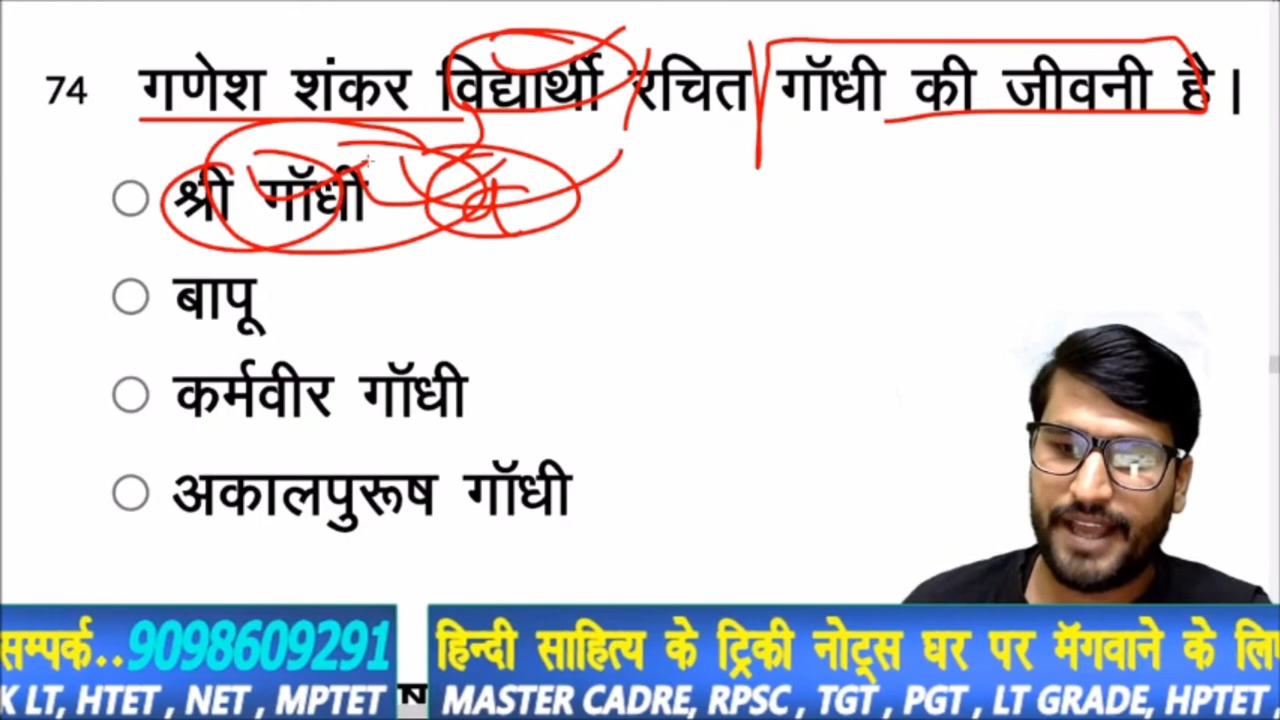 74 गणेश शंकर विद्यार्थी रचित गॉधी की जीवनी है।
श्री गॉधी
बापू
कर्मवीर गॉधी
अकालपुरूष गॉधी
सम्पर्क..9098609291
हिन्दी साहित्य के ट्रिकी नोट्स घर पर मॅगवाने के लि
K LT, HTET , NET , MPTET
N
MASTER CADRE, RPSC , TGT , PGT , LT GRADE, HPTET ,